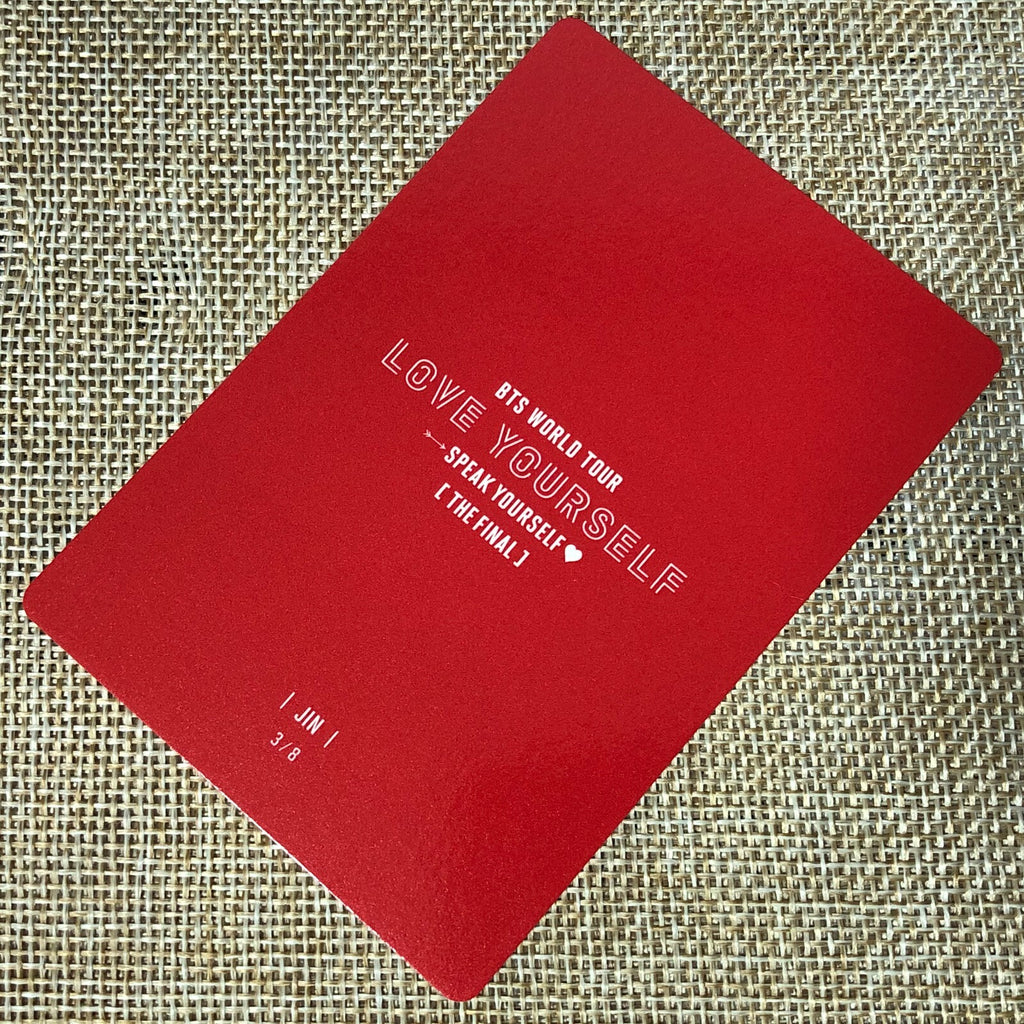 BTS WORLD TOUR
LOVE YOURSELF
SPEAK YOURSELF
[ THE FINAL ]
| JIN |
3/8